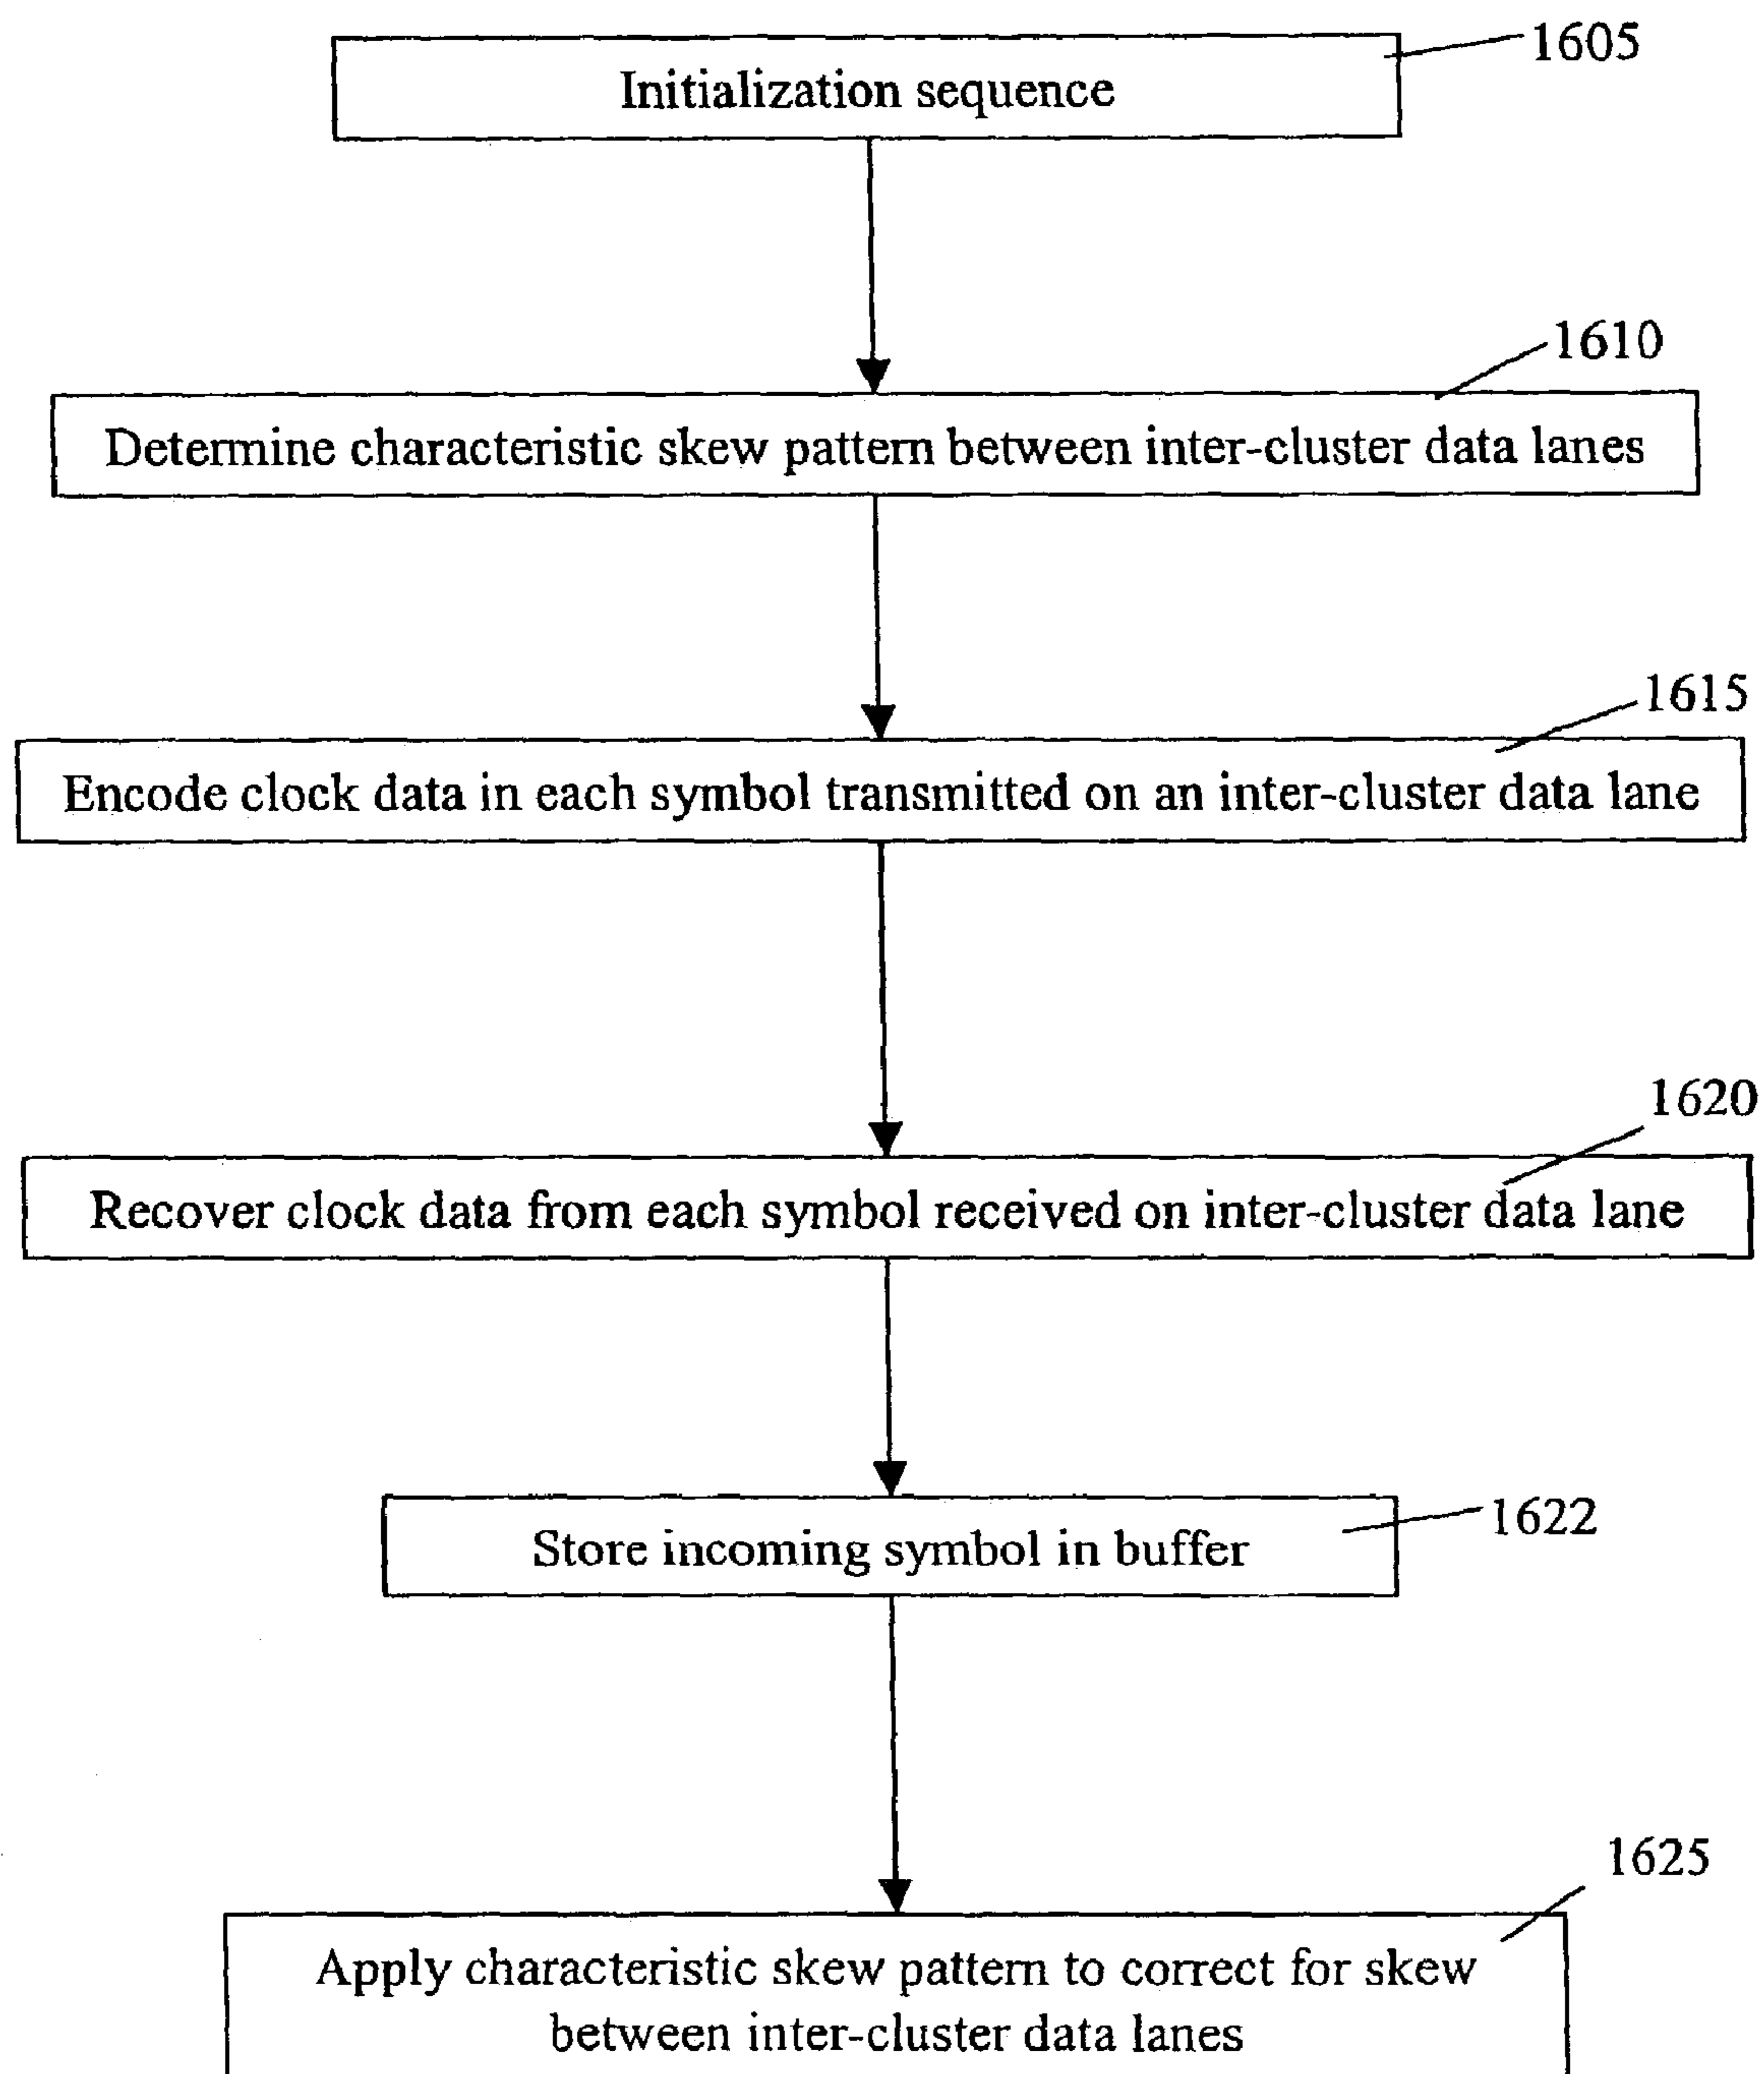 1605
Initialization sequence
1610
Determine characteristic skew pattern between inter-cluster data lanes
1615
Encode clock data in each symbol transmitted on an inter-cluster data lane
1620
Recover clock data from each symbol received on inter-cluster data lane
1622
Store incoming symbol in buffer
1625
Apply characteristic skew pattern to correct for skew
between inter-cluster data lanes